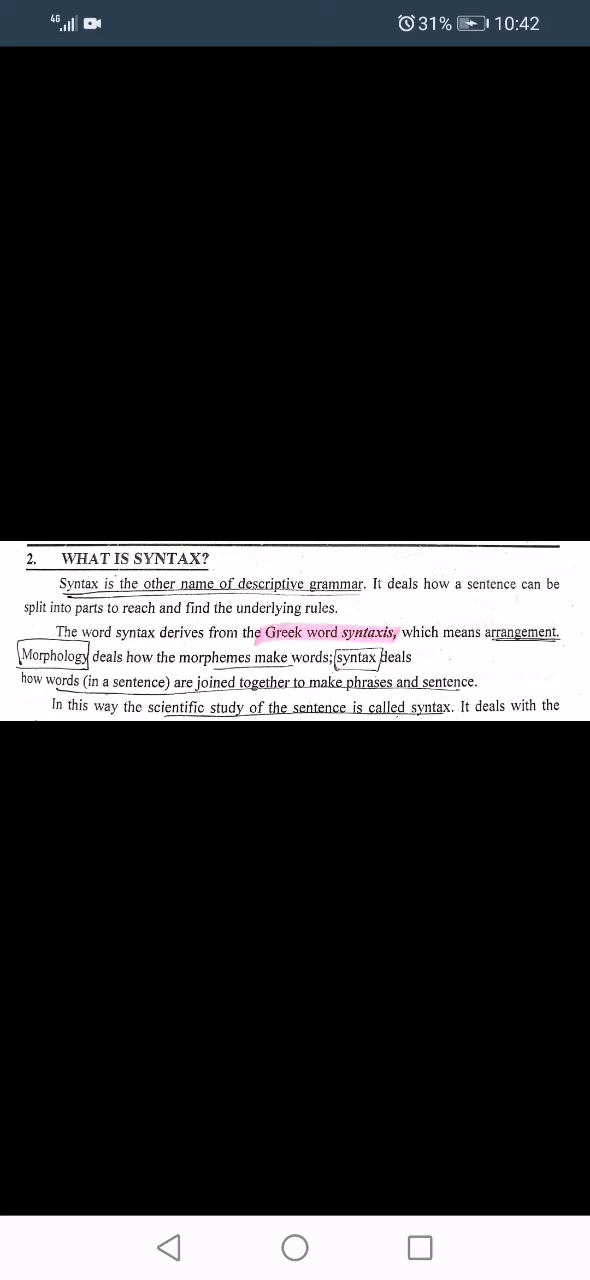 4G 31% 10:42
2. WHAT IS SYNTAX?
Syntax is the other name of descriptive grammar. It deals how a sentence can be
split into parts to reach and find the underlying rules.
The word syntax derives from the Greek word syntaxis, which means arrangement.
Morphology deals how the morphemes make words; syntax deals
how words (in a sentence) are joined together to make phrases and sentence.
In this way the scientific study of the sentence is called syntax. It deals with the